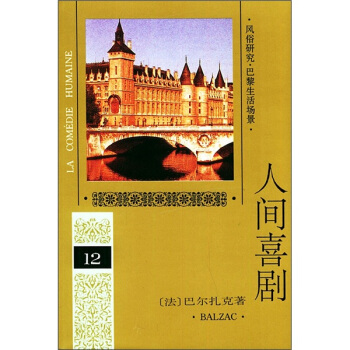 LA COMÉDIE HUMAINE
·风俗研究·巴黎生活场景·
人间喜剧
12
〔法〕巴尔扎克著
·BALZAC·